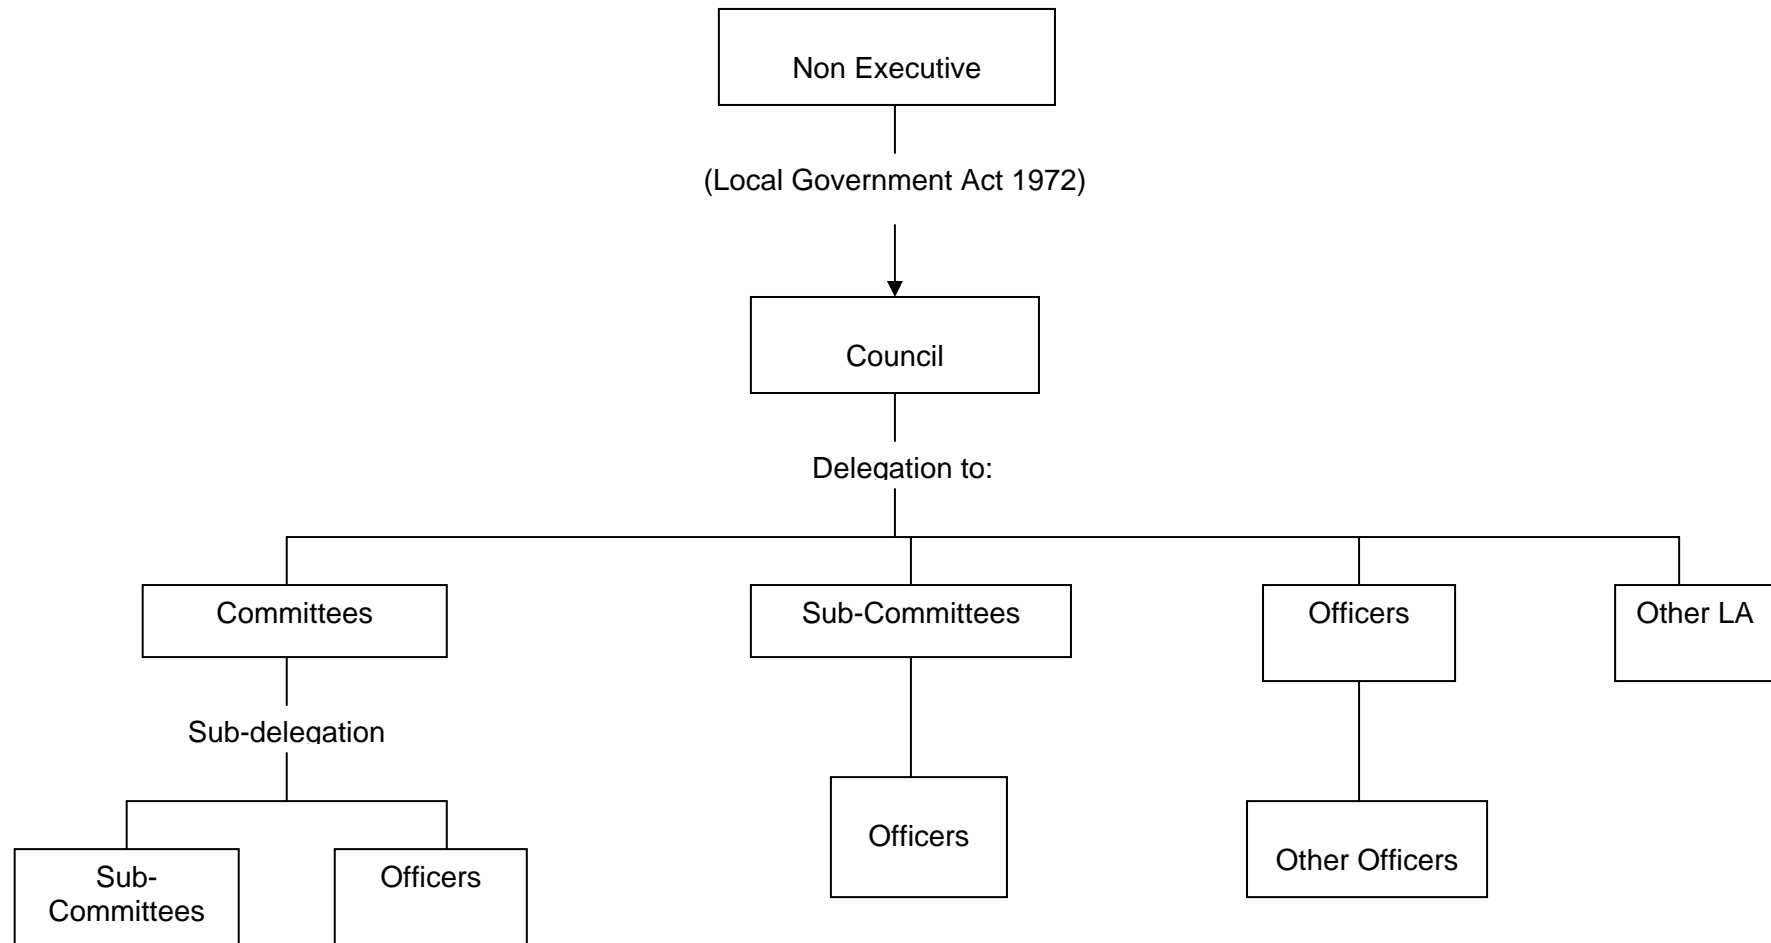 Non Executive
(Local Government Act 1972)
Council
Delegation to:
Committees
Sub-Committees
Officers
Other LA
Sub-delegation
Officers
Other Officers
Sub-
Committees
Officers